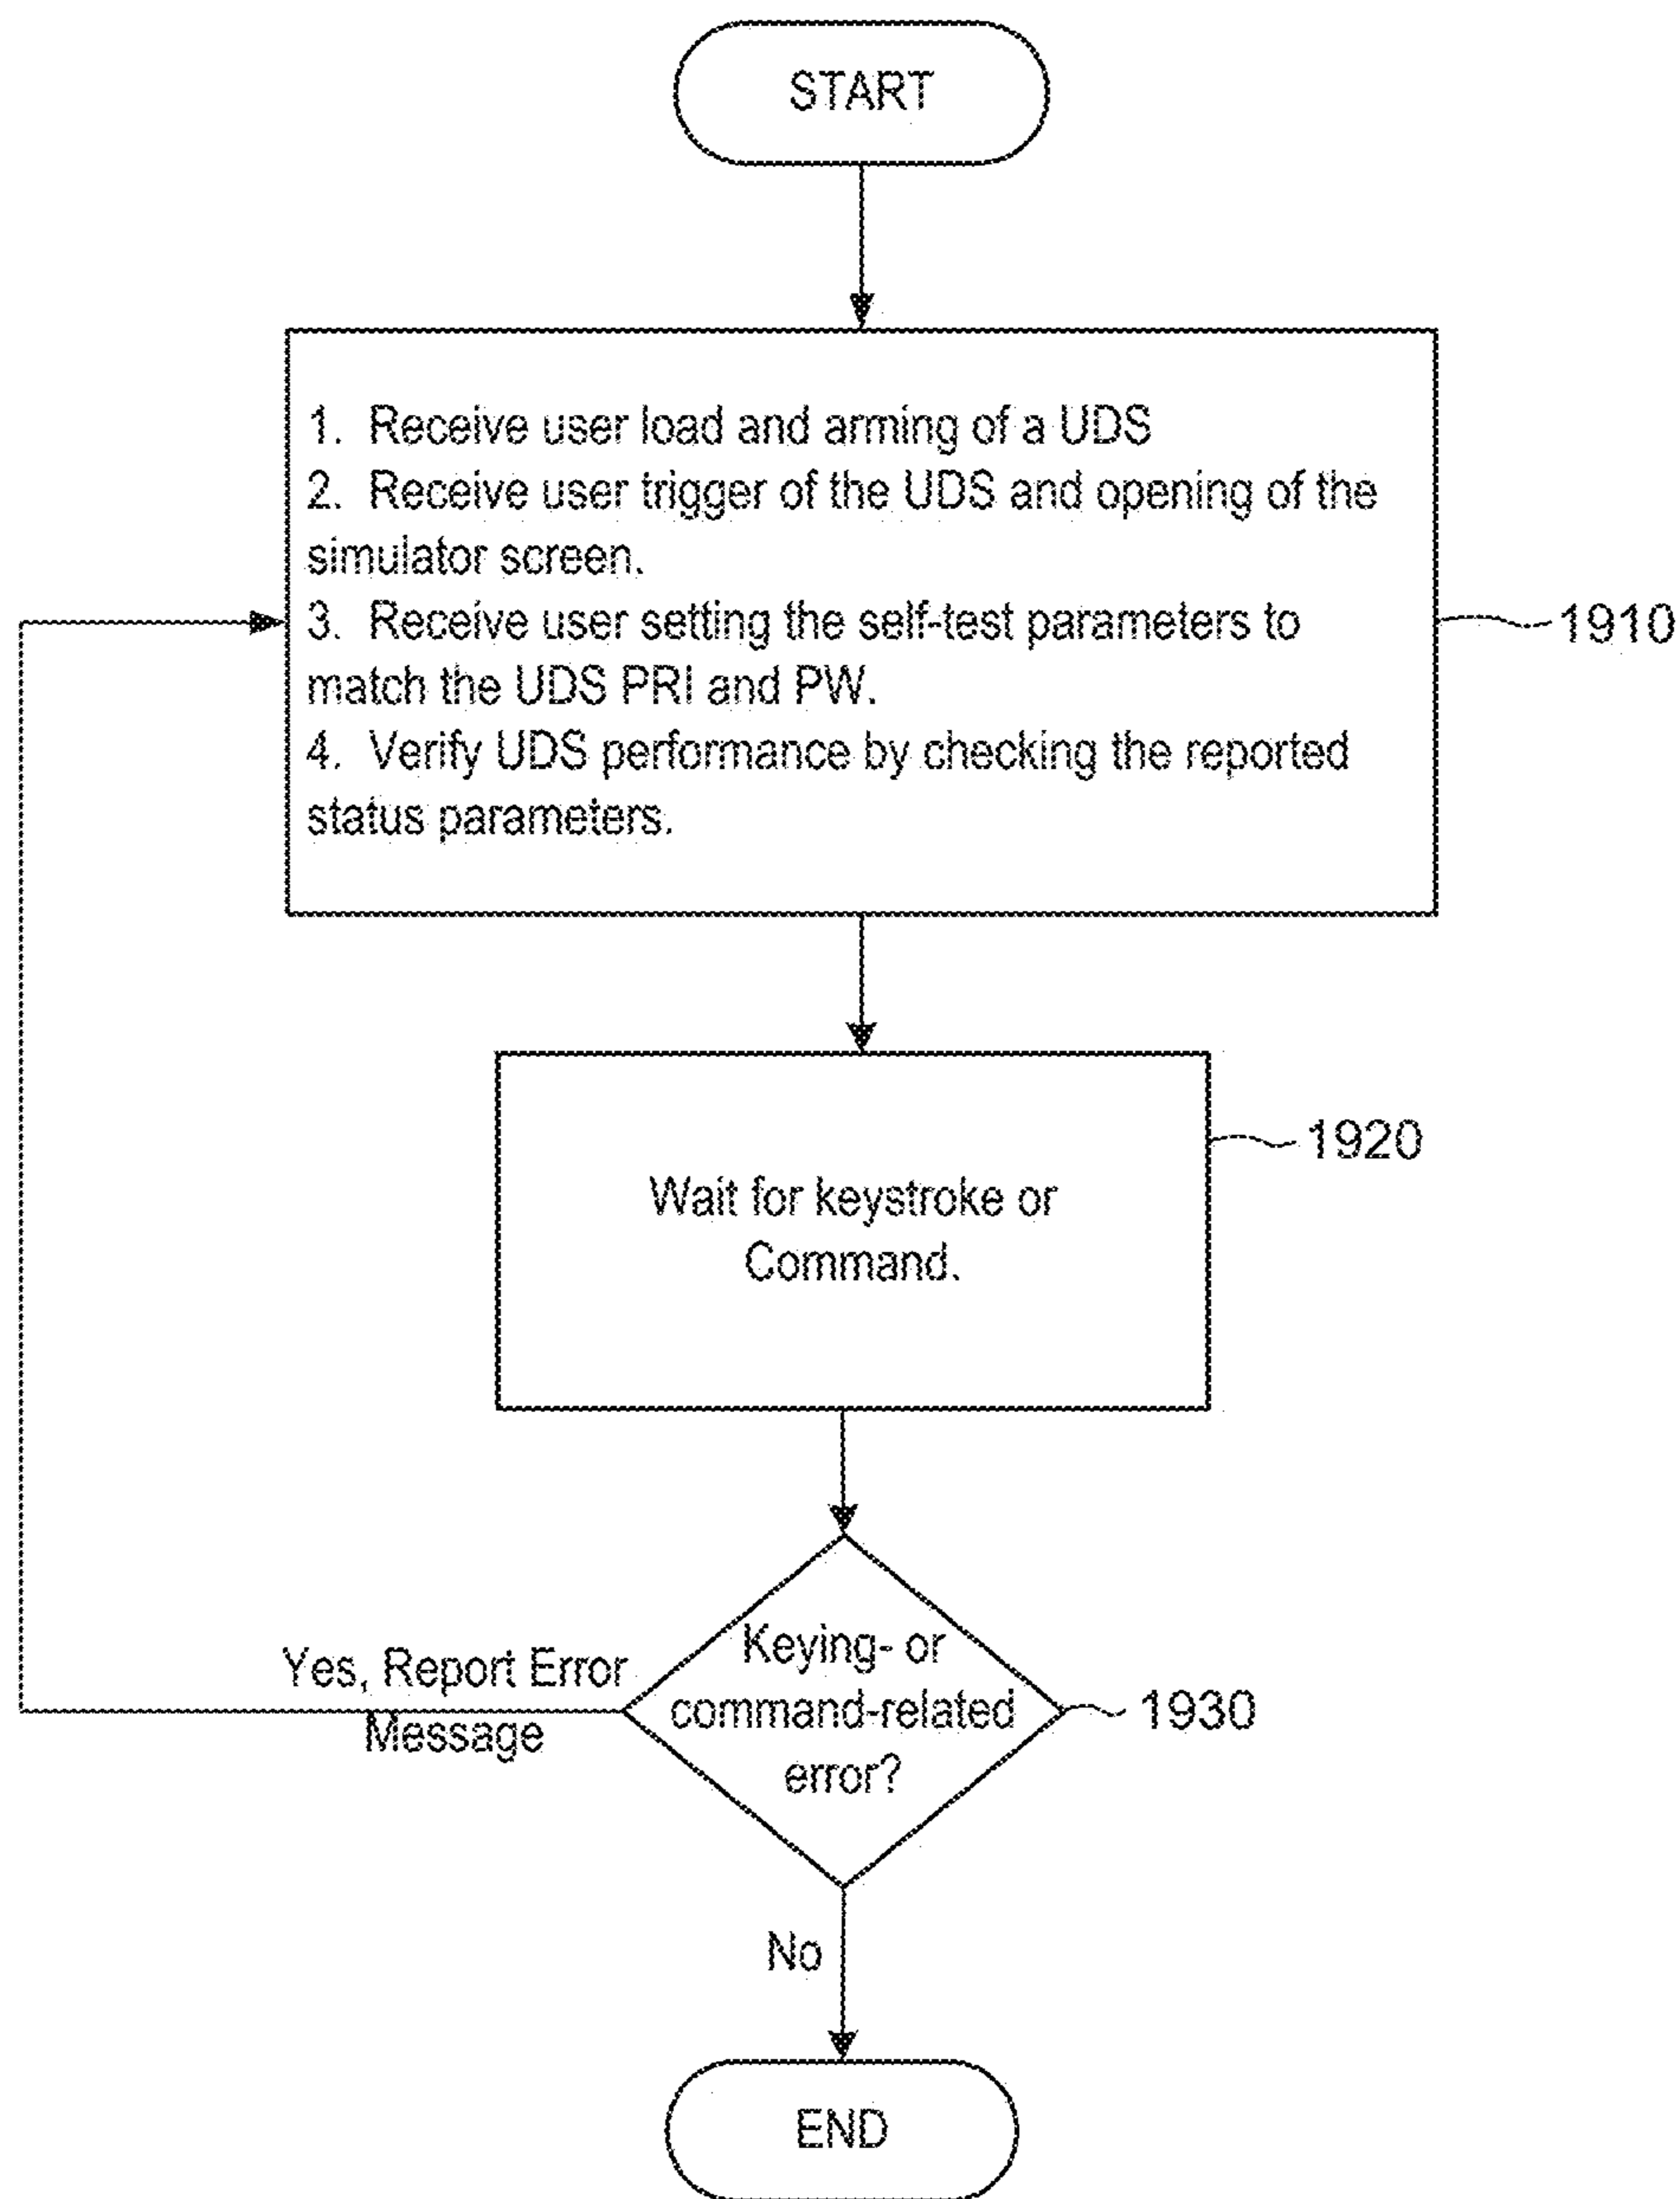 START
1. Receive user load and arming of a UDS
2. Receive user trigger of the UDS and opening of the
simulator screen.
3. Receive user setting the self-test parameters to
match the UDS PRI and PW.
4. Verify UDS performance by checking the reported
status parameters.
1910
Wait for keystroke or
Command.
1920
Keying- or
command-related
error?
1930
Yes, Report Error
Message
No
END